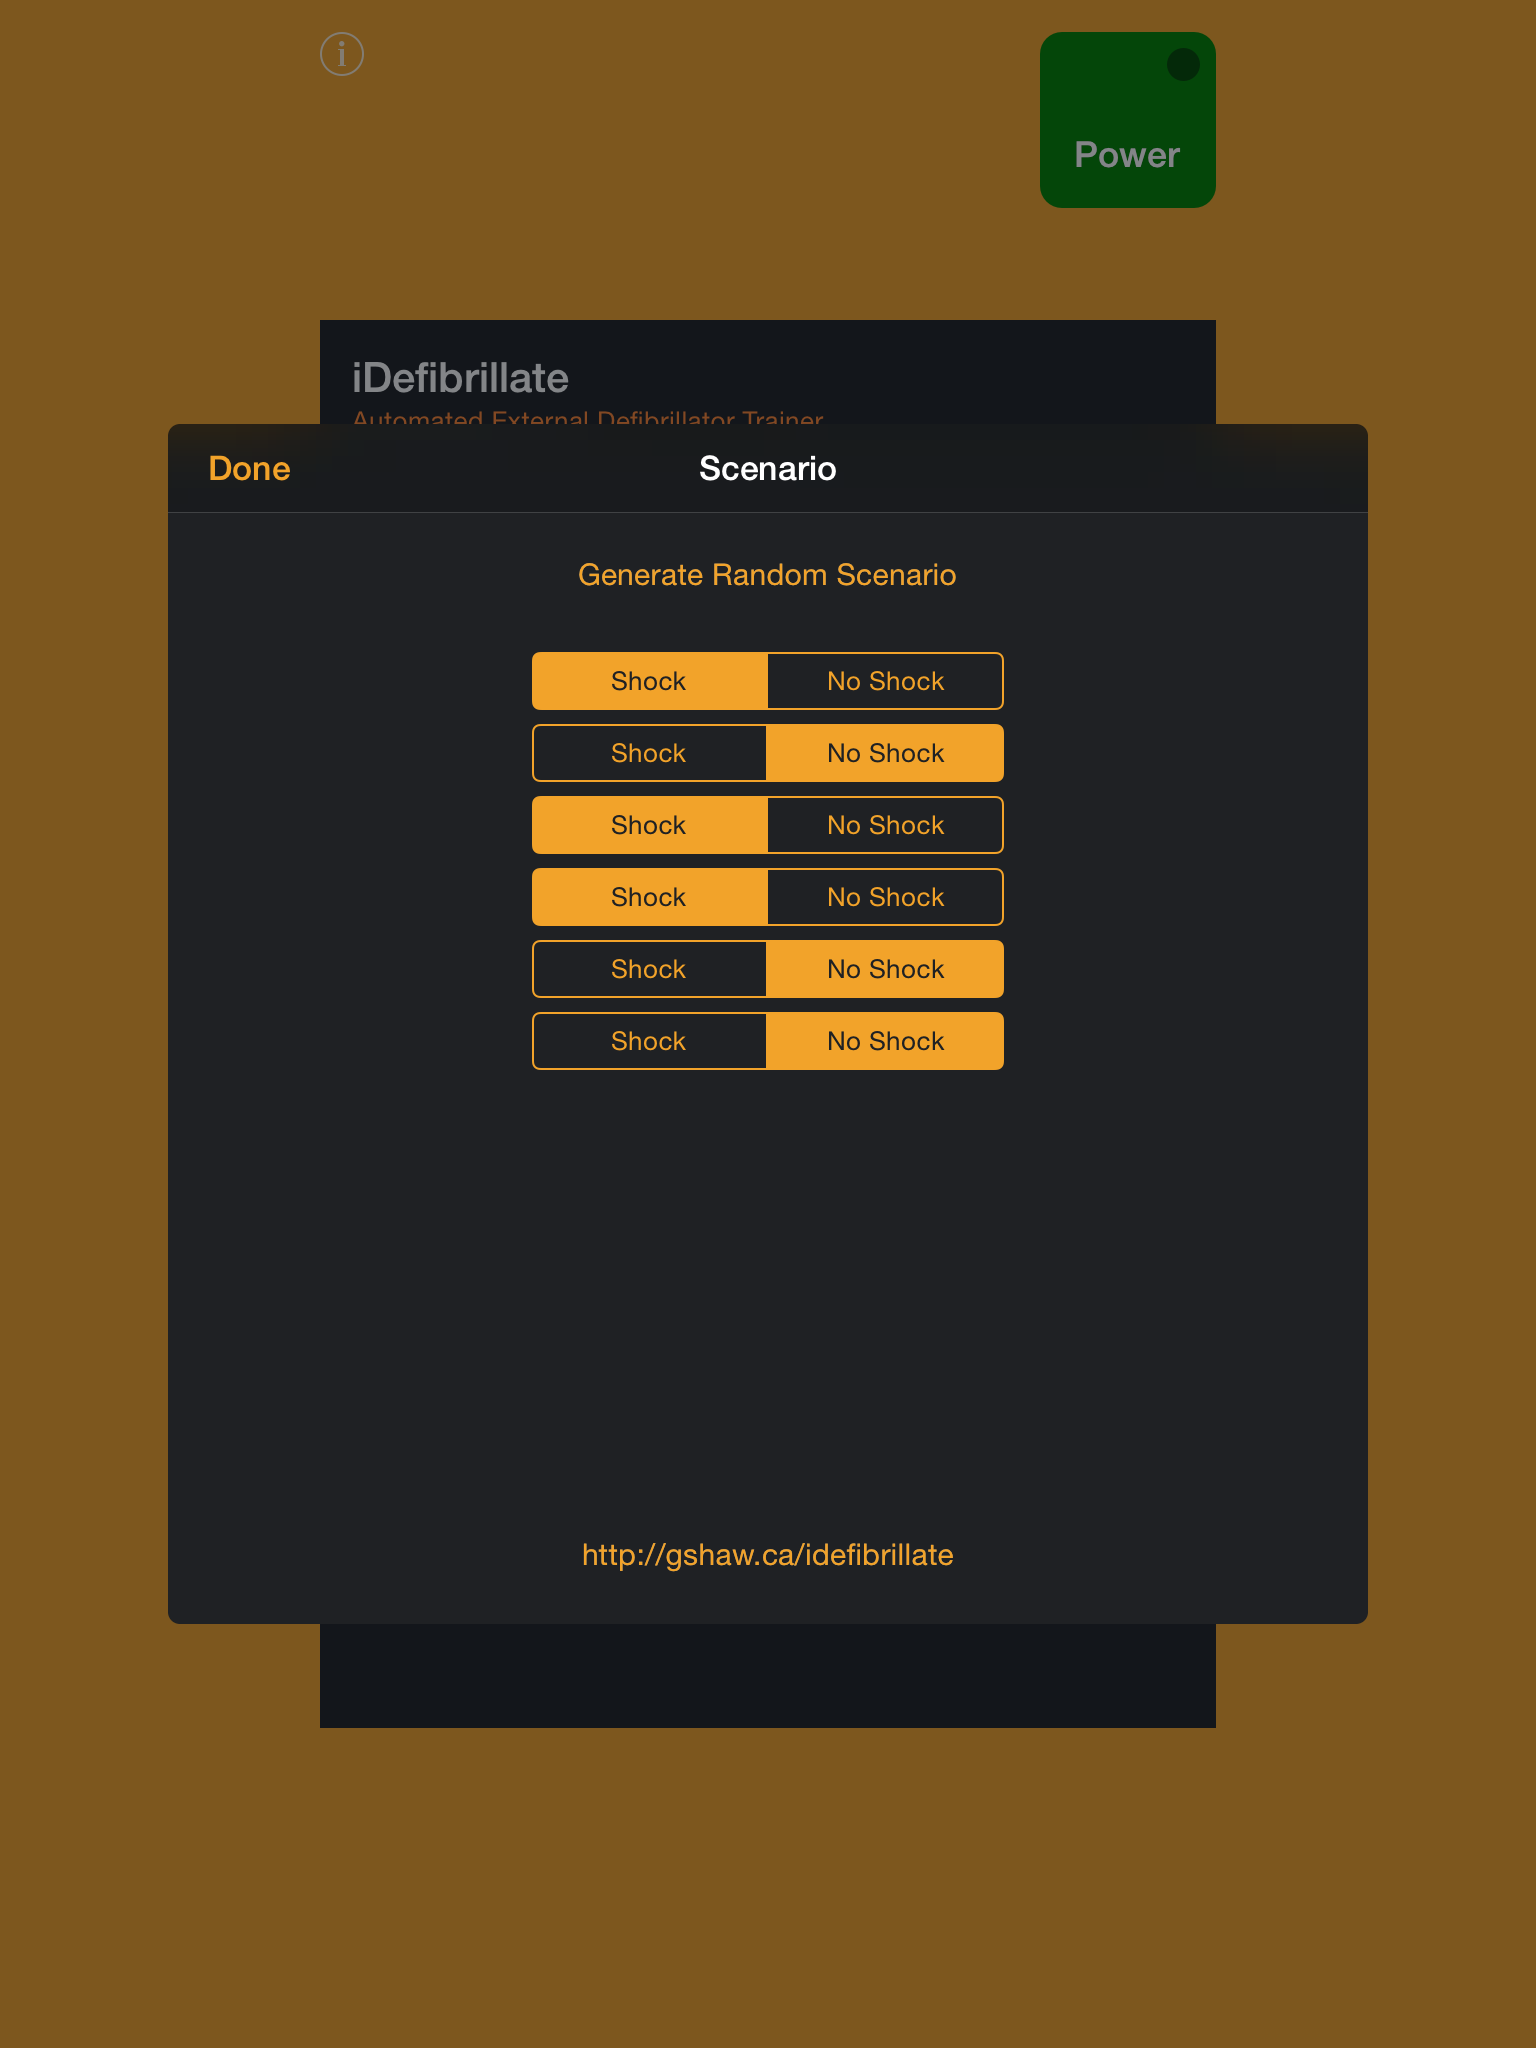 i
Power
iDefibrillate
Automated External Defibrillator Trainer
Done Scenario
Generate Random Scenario
Shock No Shock
Shock No Shock
Shock No Shock
Shock No Shock
Shock No Shock
Shock No Shock
http://gshaw.ca/idefibrillate